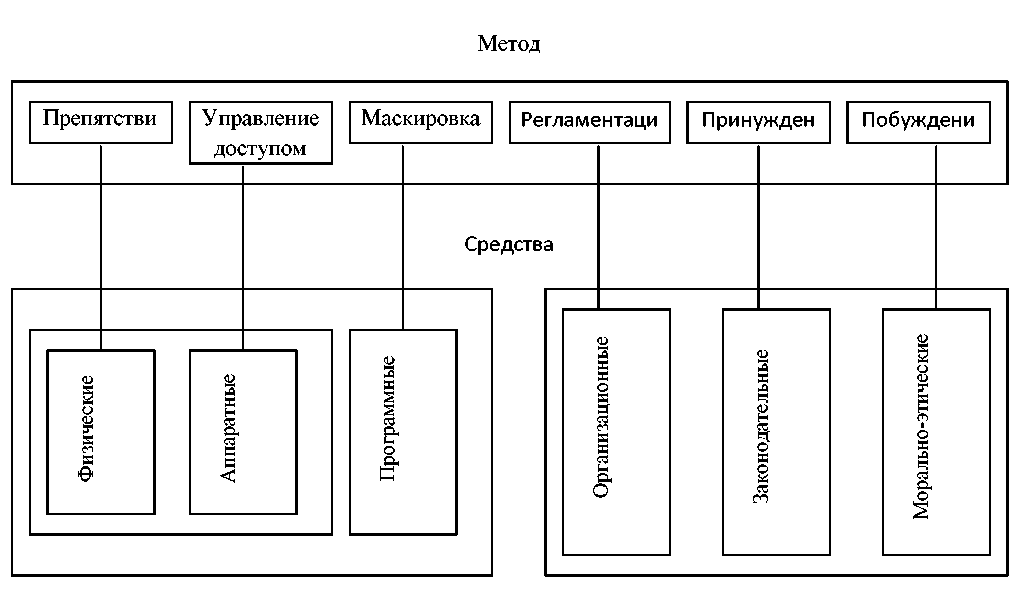 Метод
Препятстви
Управление
доступом
Маскировка
Регламентаци
Принужден
Побуждени
Средства
Физические
Аппаратные
Программные
Организационные
Законодательные
Морально-этические